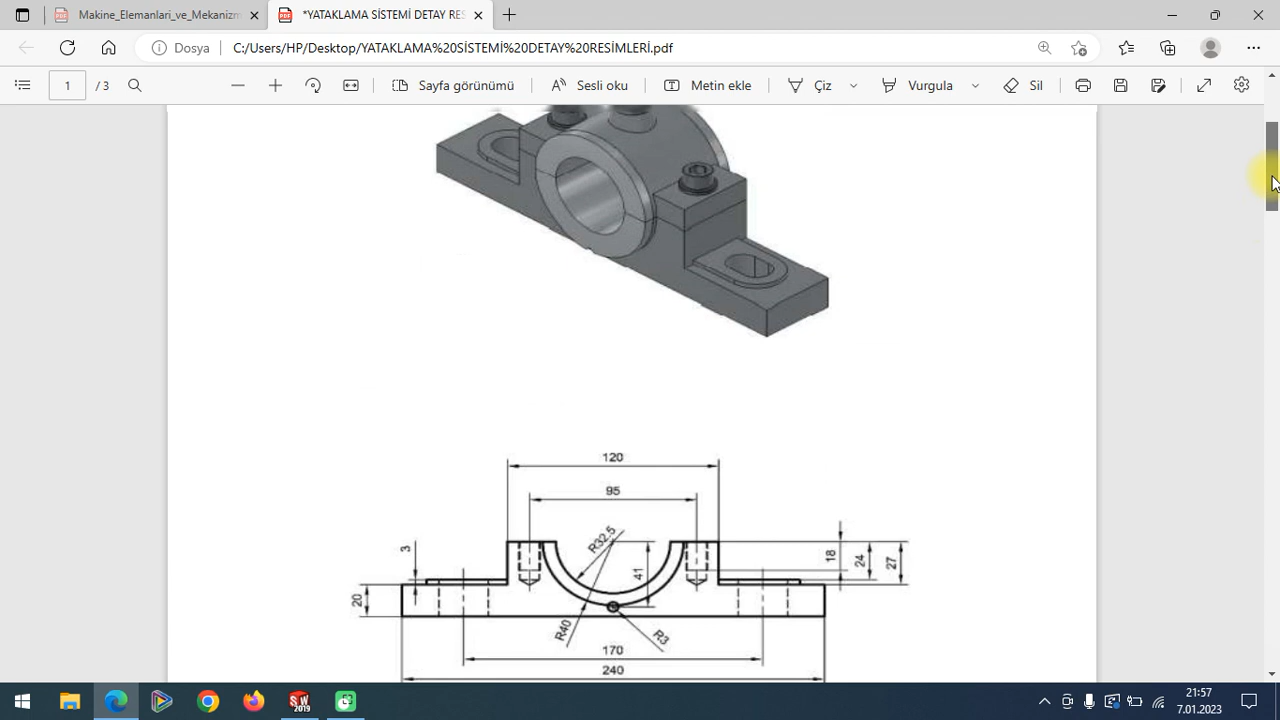 Makine_Elemanlari_ve_Mekanizm
*YATAKLAMA SİSTEMİ DETAY RES
Dosya
C:/Users/HP/Desktop/YATAKLAMA%20SİSTEMİ%20DETAY%20RESİMLERİ.pdf
1 / 3
Sayfa görünümü
Sesli oku
Metin ekle
Çiz
Vurgula
Sil
120
95
R32.5
3
18
24
27
41
20
R40
R3
170
240
SW
2019
21:57
7.01.2023